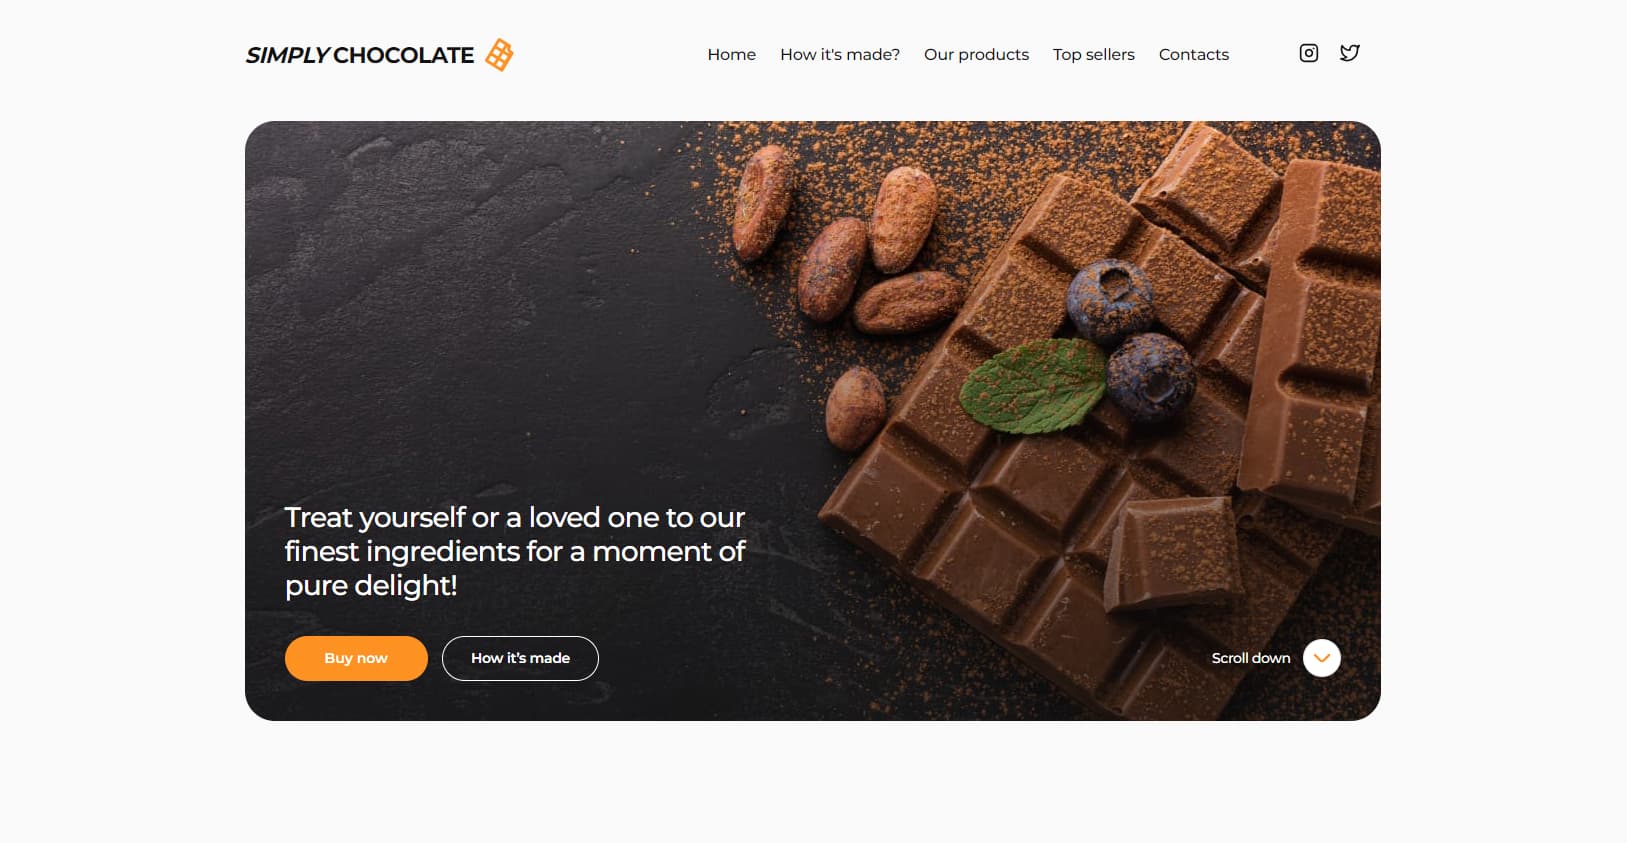 SIMPLY CHOCOLATE
Home How it's made? Our products Top sellers Contacts
Treat yourself or a loved one to our
finest ingredients for a moment of
pure delight!
Buy now How it's made Scroll down